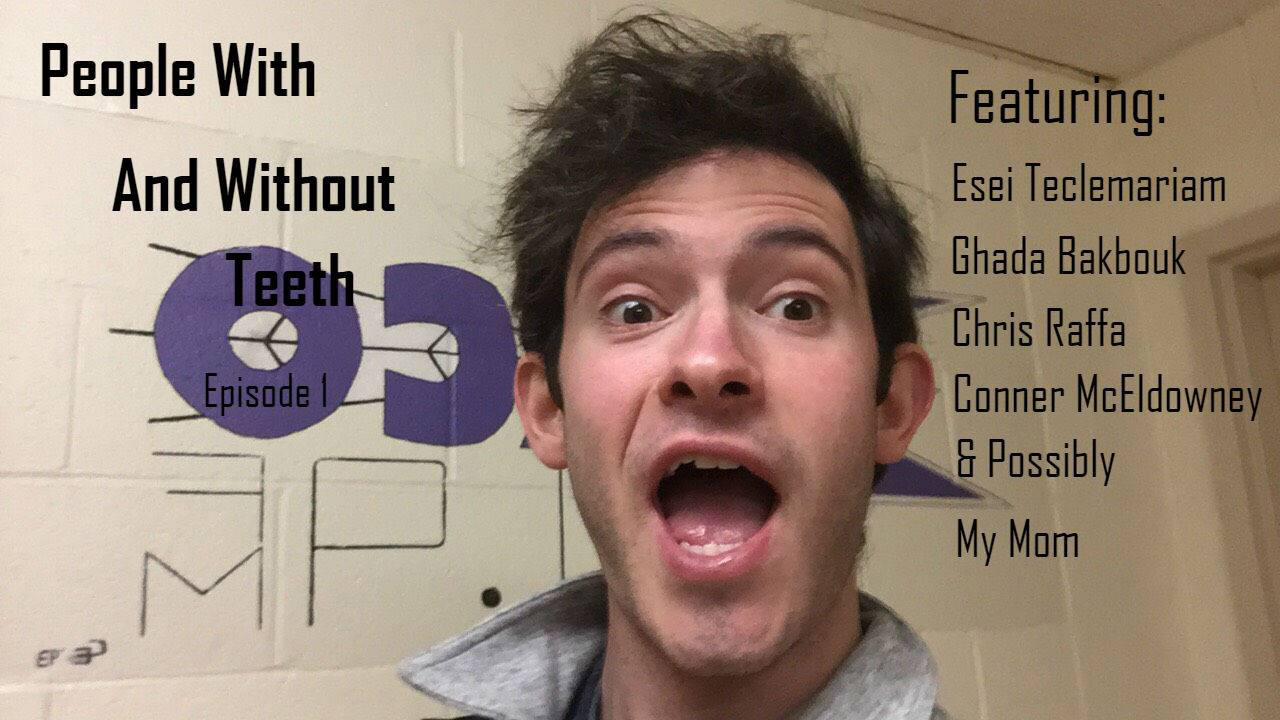 People With
And Without
Teeth
Episode 1
Featuring:
Esei Teclemariam
Ghada Bakbouk
Chris Raffa
Conner McEldowney
& Possibly
My Mom